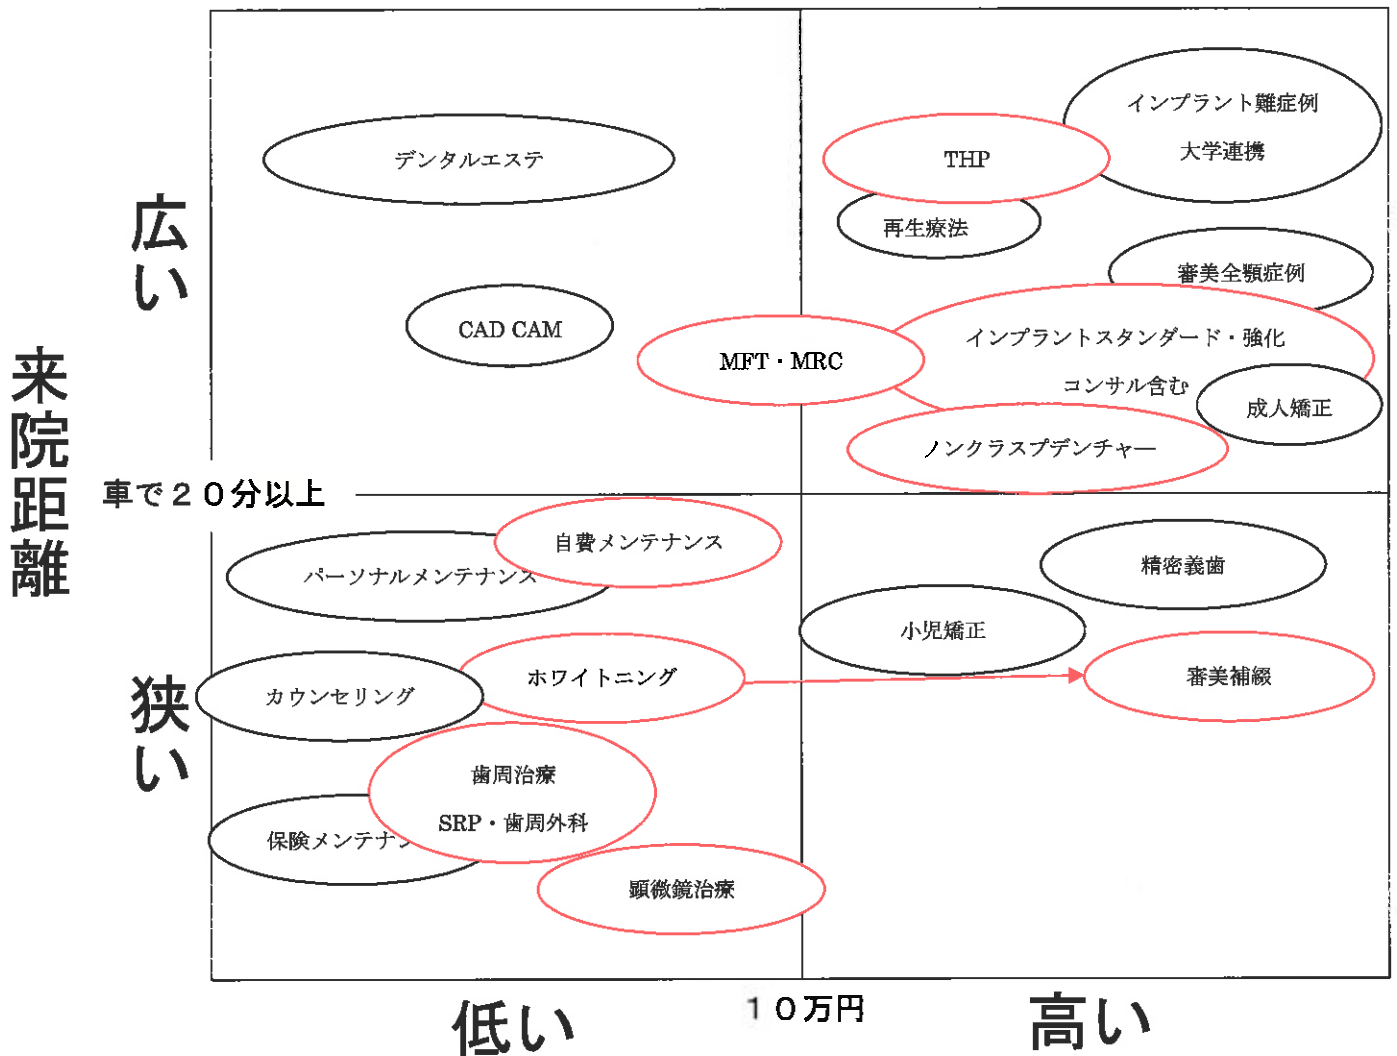 インプラント難症例
大学連携
デンタルエステ
THP
再生療法
広い
審美全顎症例
CAD CAM
インプラントスタンダード・強化
MFT・MRC
コンサル含む
成人矯正
ノンクラスプデンチャー
来院距離
車で２０分以上
自費メンテナンス
パーソナルメンテナンス
精密義歯
小児矯正
ホワイトニング
審美補綴
カウンセリング
狭い
歯周治療
SRP・歯周外科
保険メンテナン
顕微鏡治療
低い
１０万円
高い